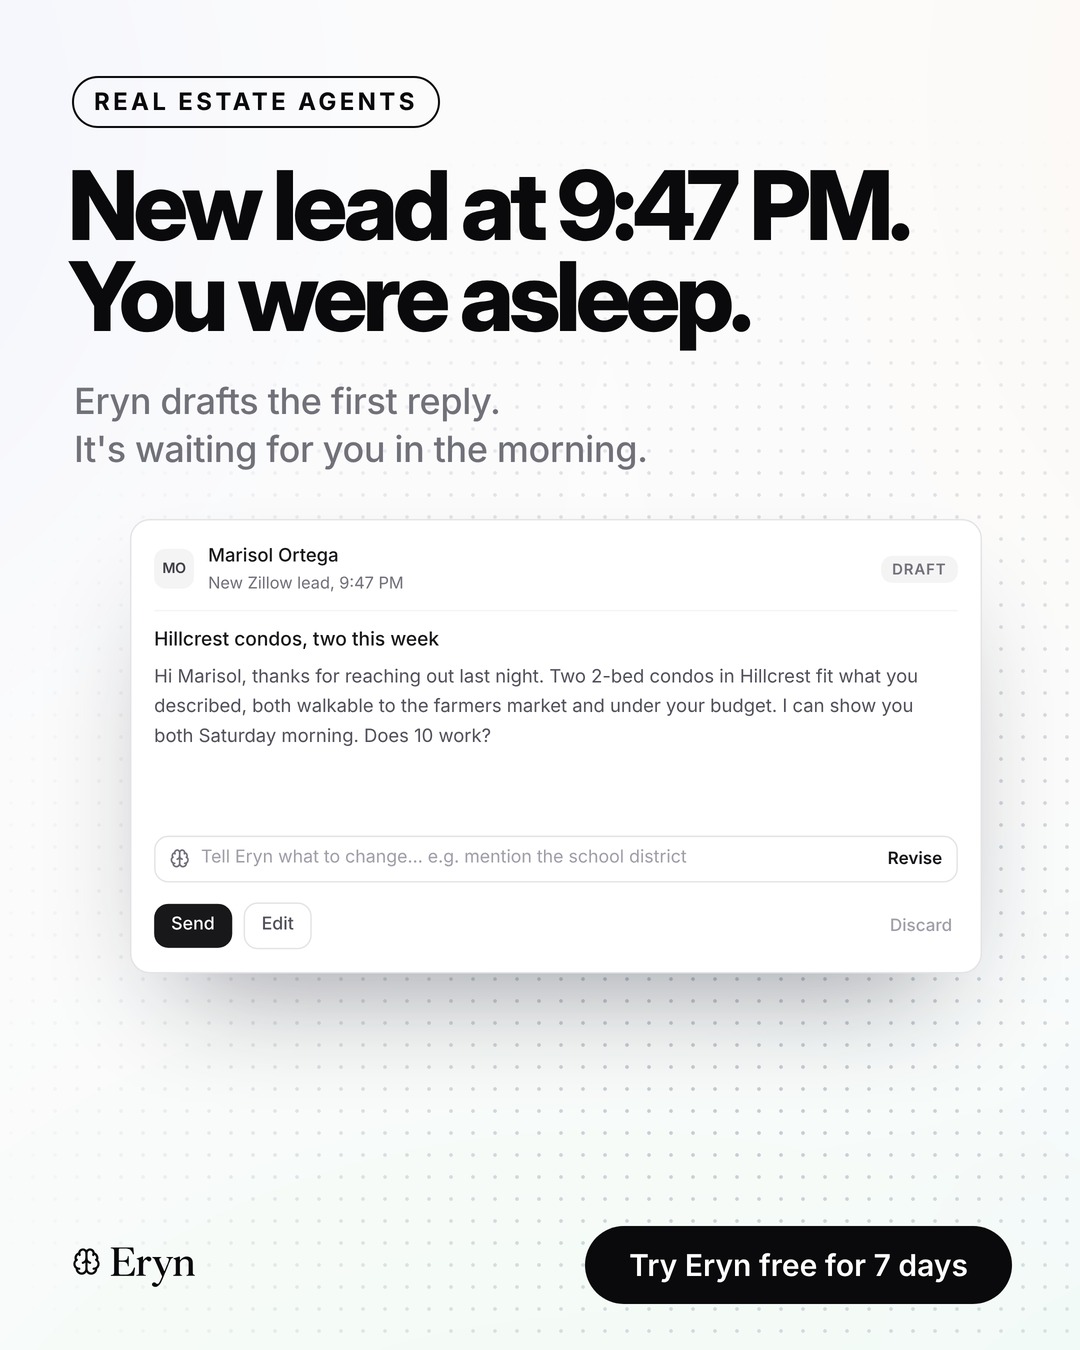 REAL ESTATE AGENTS
New lead at 9:47 PM.
You were asleep.
Eryn drafts the first reply.
It's waiting for you in the morning.
MO
Marisol Ortega
New Zillow lead, 9:47 PM
DRAFT
Hillcrest condos, two this week
Hi Marisol, thanks for reaching out last night. Two 2-bed condos in Hillcrest fit what you
described, both walkable to the farmers market and under your budget. I can show you
both Saturday morning. Does 10 work?
Tell Eryn what to change... e.g. mention the school district
Revise
Send
Edit
Discard
Eryn
Try Eryn free for 7 days